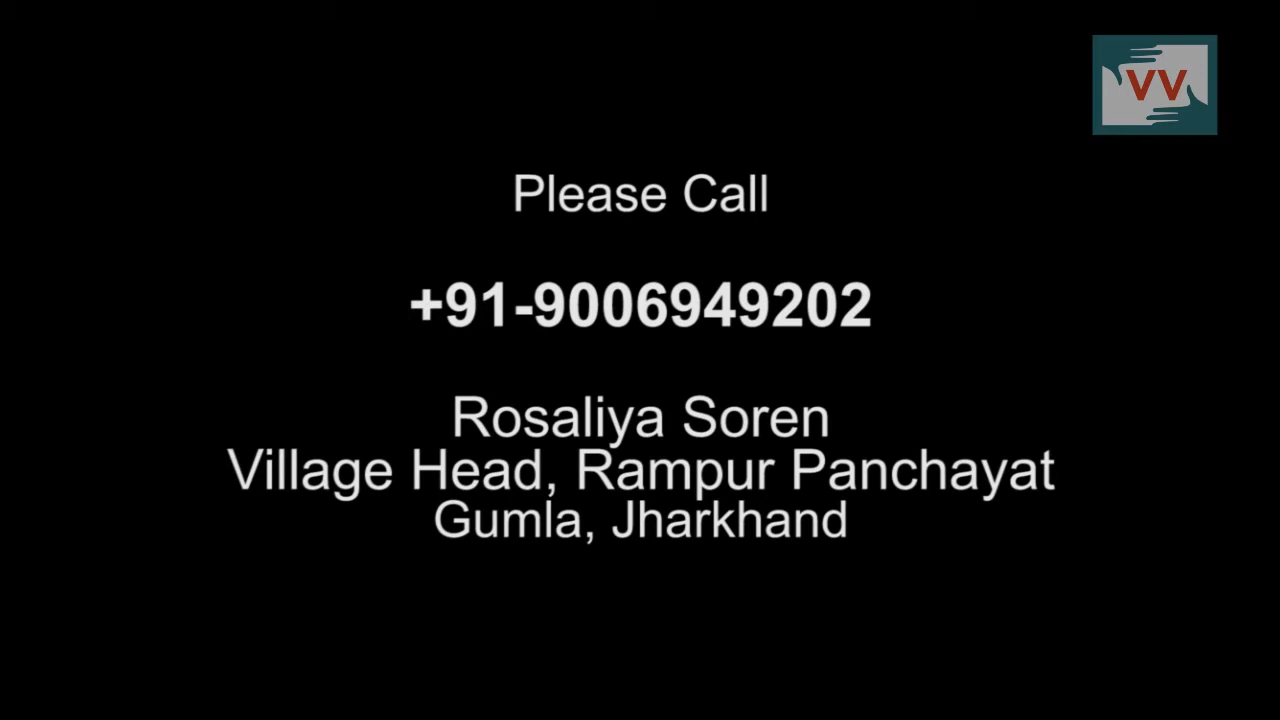 VV
Please Call
+91-9006949202
Rosaliya Soren
Village Head, Rampur Panchayat
Gumla, Jharkhand